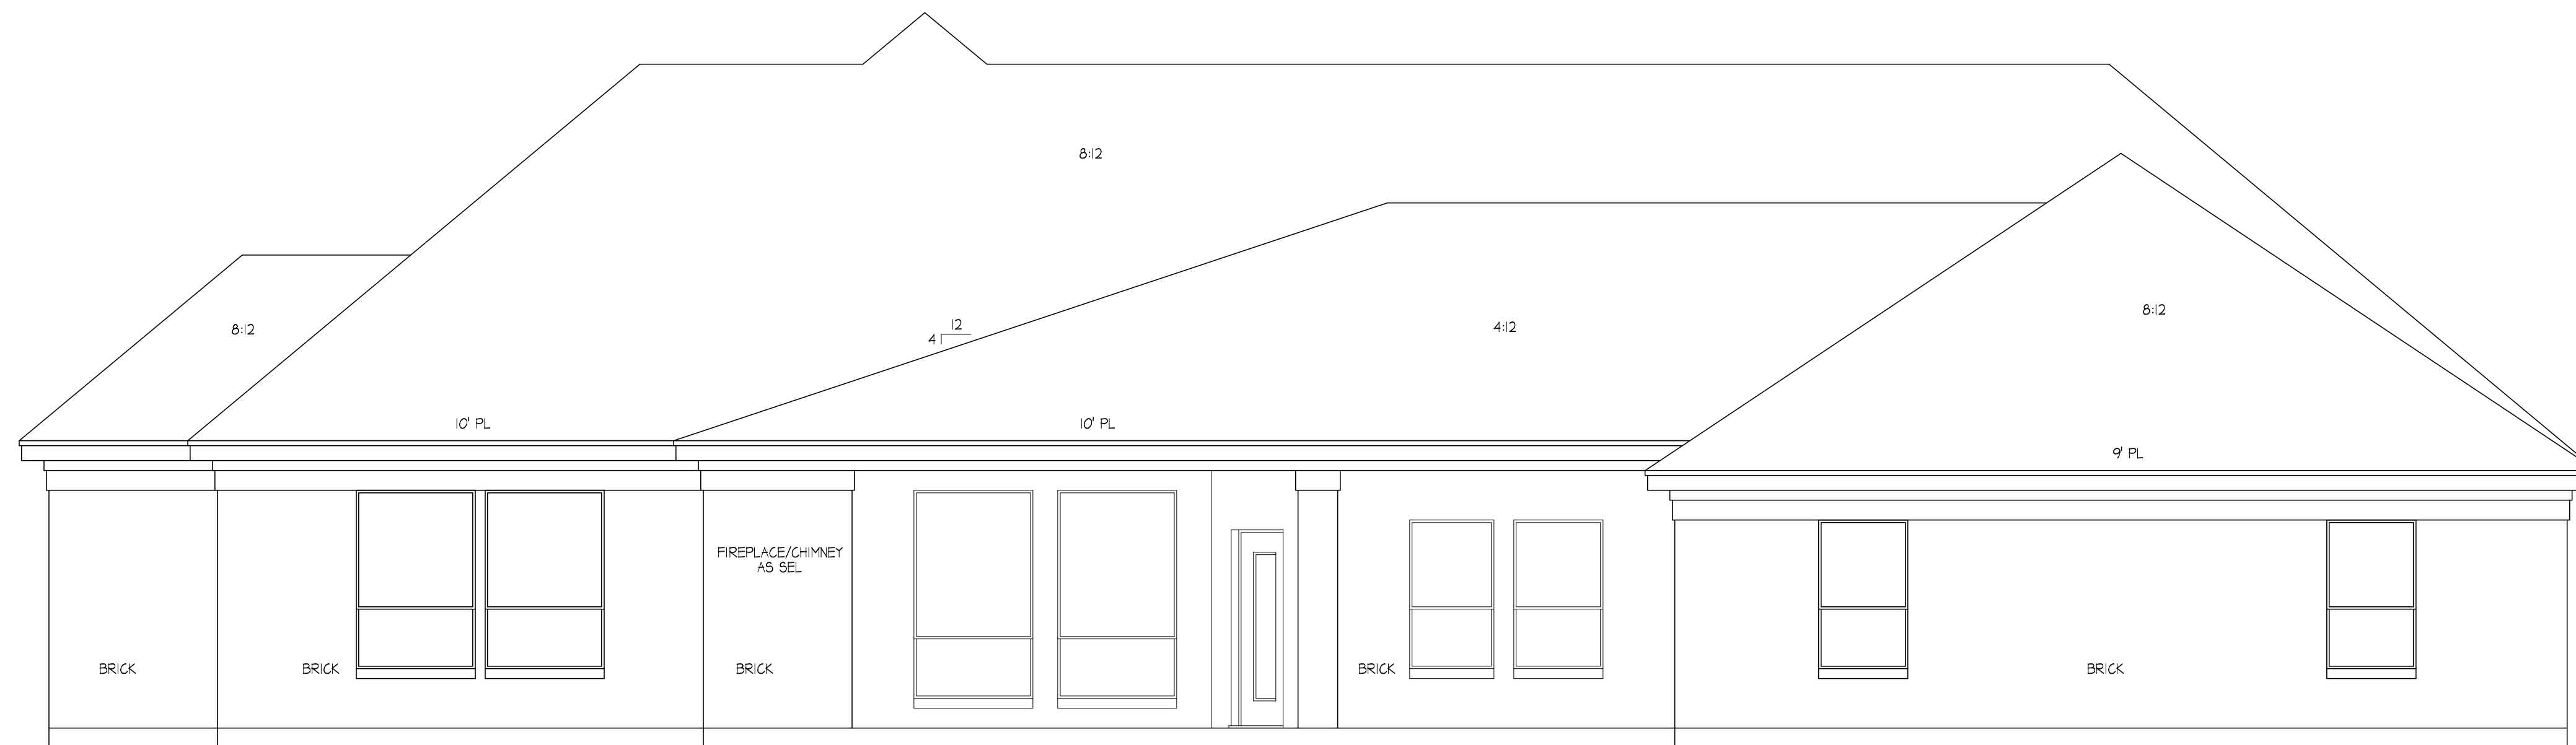 8:12
8:12
12
4
4:12
8:12
10' PL
10' PL
9' PL
FIREPLACE/CHIMNEY
AS SEL
BRICK
BRICK
BRICK
BRICK
BRICK